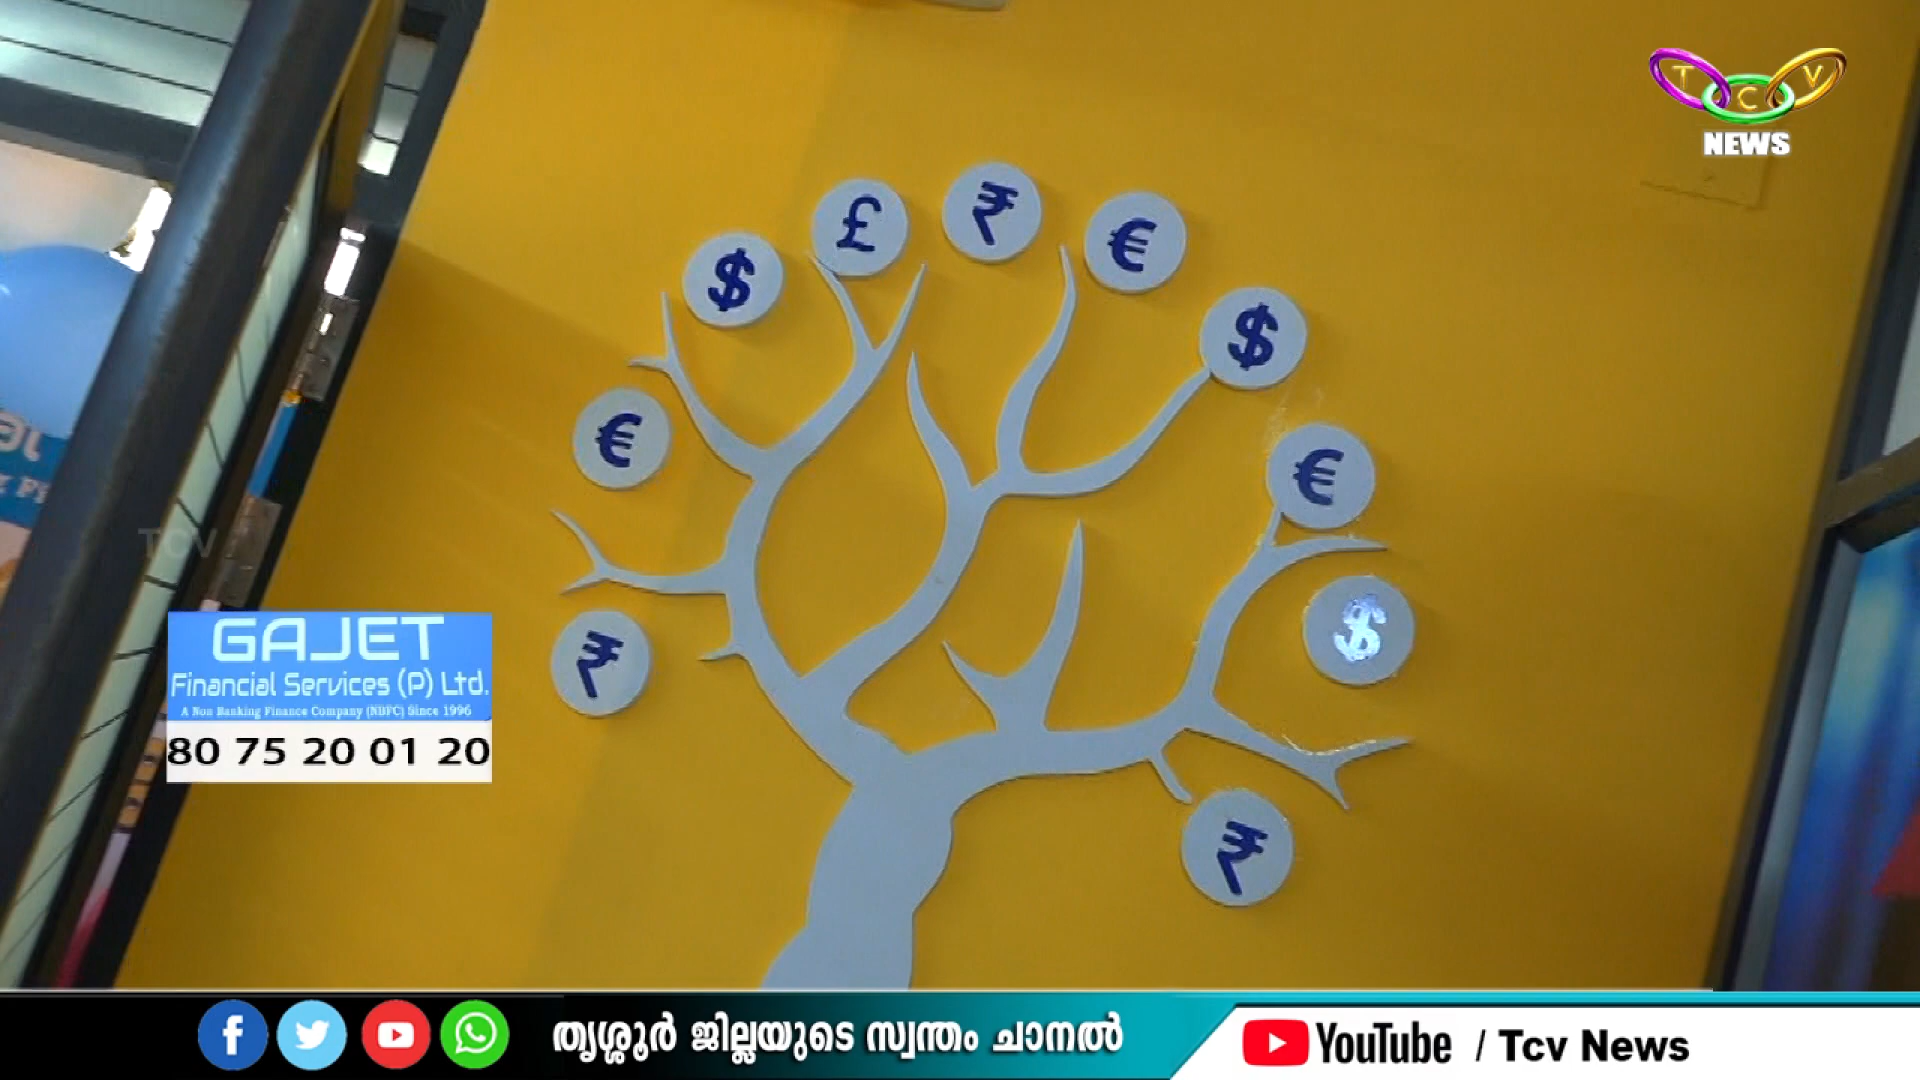 T C V
NEWS
£ ₹ €
$ $
€ €
$
₹
₹
TCV
GAJET
Financial Services (P) Ltd.
A Non Banking Finance Company (NBFC) Since 1996
80 75 20 01 20
തൃശ്ശൂർ ജില്ലയുടെ സ്വന്തം ചാനൽ
YouTube / Tcv News